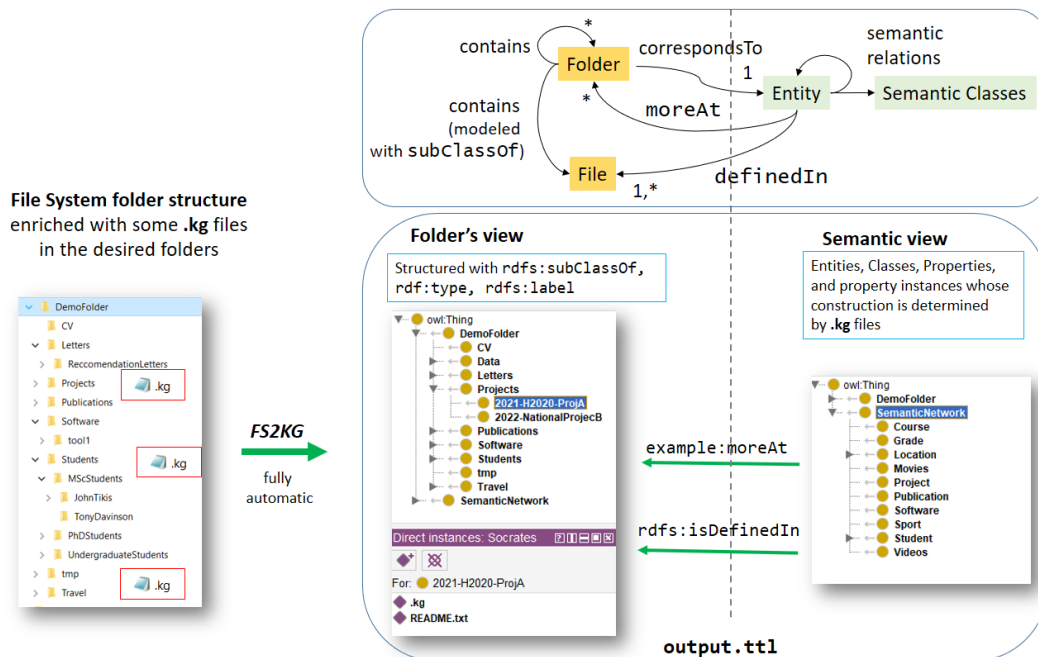 contains
*
Folder
correspondsTo
1
semantic
relations
Entity
Semantic Classes
*
moreAt
contains
(modeled
with subClassOf)
File
1,*
definedIn
File System folder structure
enriched with some .kg files
in the desired folders
DemoFolder
CV
Letters
ReccomendationLetters
Projects
.kg
Publications
Software
tool1
Students
.kg
MScStudents
JohnTikis
TonyDavinson
PhDStudents
UndergraduateStudents
tmp
.kg
Travel
FS2KG
fully
automatic
Folder's view
Structured with rdfs:subClassOf,
rdf:type, rdfs:label
owl:Thing
DemoFolder
CV
Data
Letters
Projects
2021-H2020-ProjA
2022-NationalProjecB
Publications
Software
Students
tmp
Travel
SemanticNetwork
Direct instances: Socrates
For: 2021-H2020-ProjA
.kg
README.txt
example:moreAt
rdfs:isDefinedIn
Semantic view
Entities, Classes, Properties,
and property instances whose
construction is determined
by .kg files
owl:Thing
DemoFolder
SemanticNetwork
Course
Grade
Location
Movies
Project
Publication
Software
Sport
Student
Videos
output.ttl